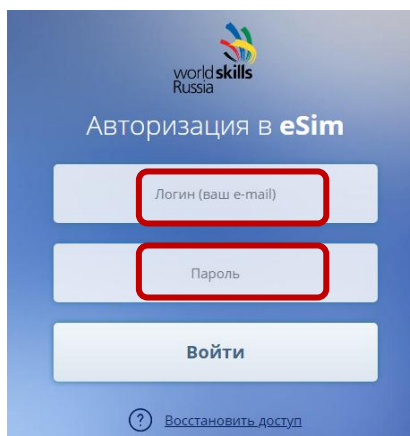 worldskills
Russia
Авторизация в eSim
Логин (ваш e-mail)
Пароль
Войти
? Восстановить доступ